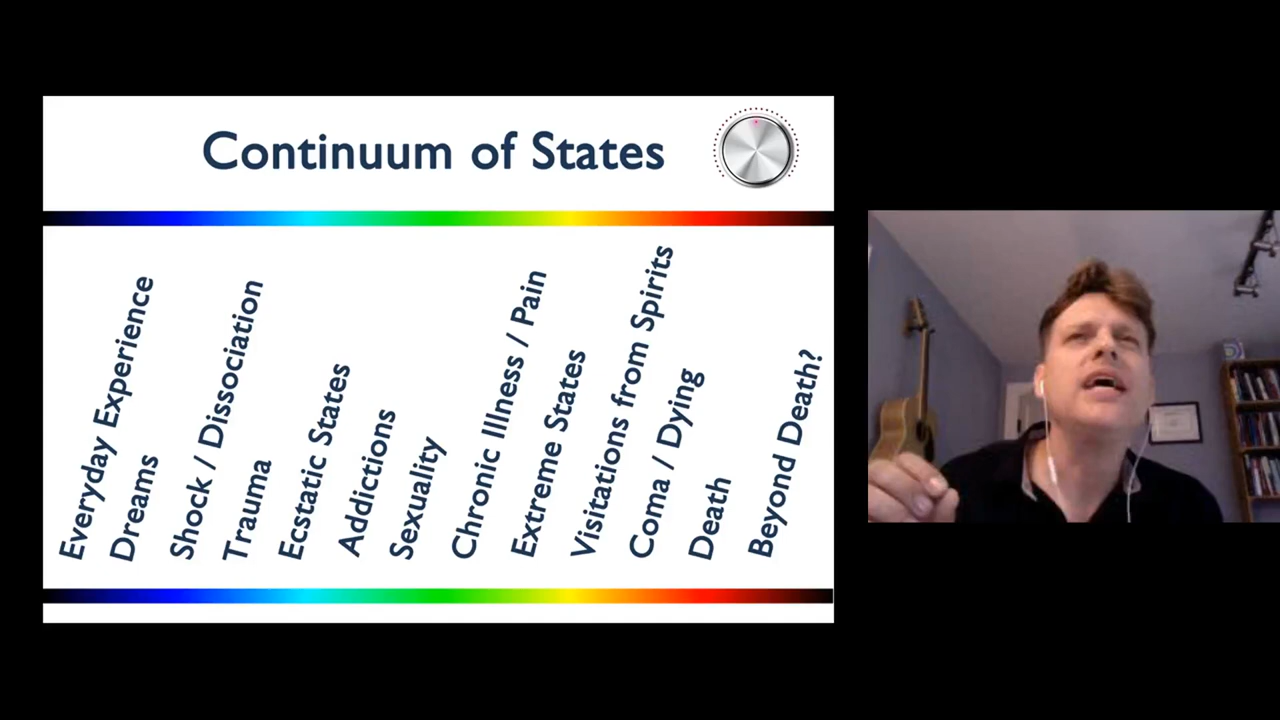 Continuum of States
Everyday Experience
Dreams
Shock / Dissociation
Trauma
Ecstatic States
Addictions
Sexuality
Chronic Illness / Pain
Extreme States
Visitations from Spirits
Coma / Dying
Death
Beyond Death?